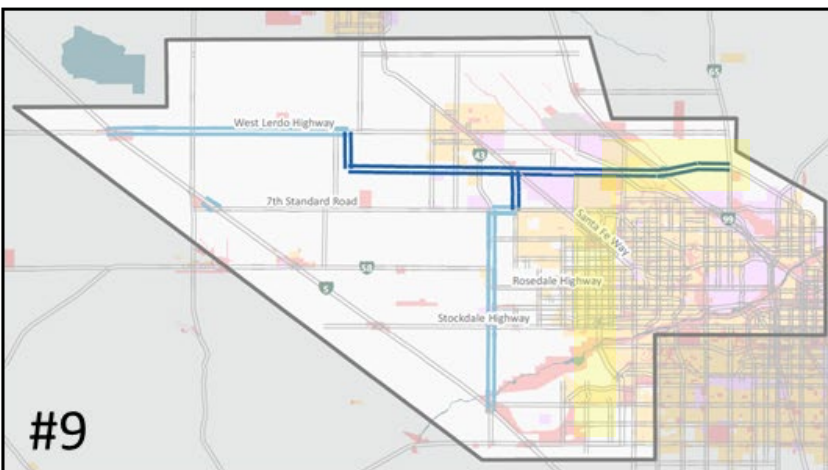 65
West Lerdo Highway
43
7th Standard Road
99
Santa Fe Way
58
Rosedale Highway
5
Stockdale Highway
#9